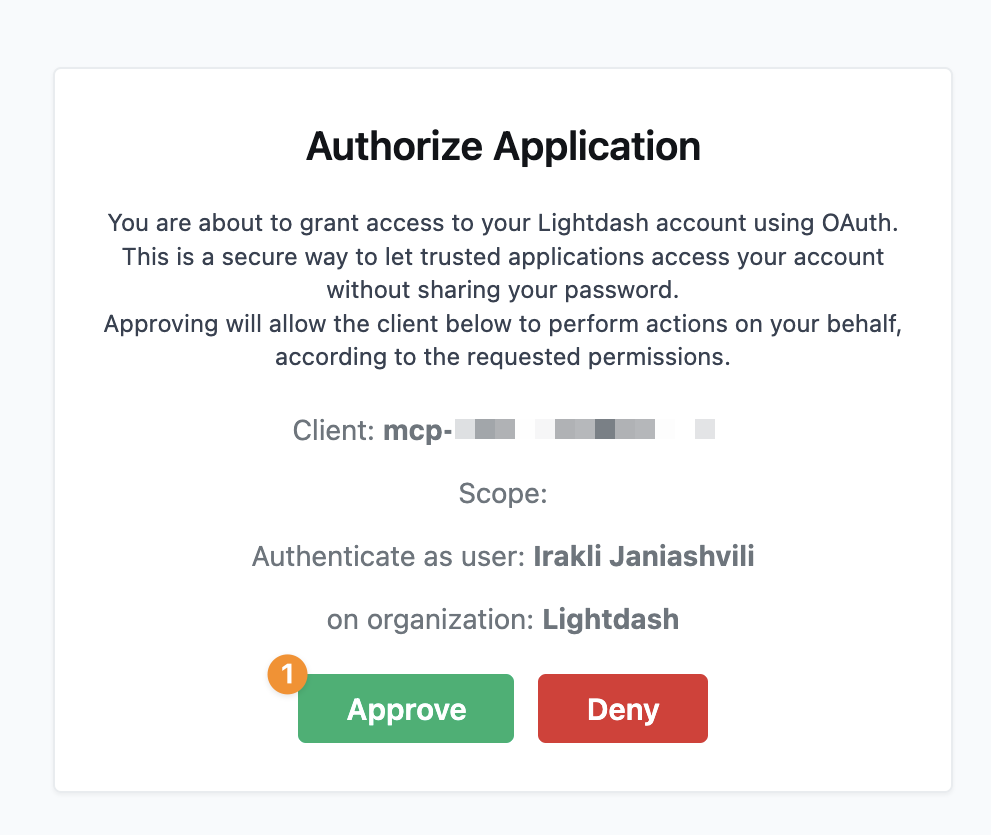 Authorize Application
You are about to grant access to your Lightdash account using OAuth.
This is a secure way to let trusted applications access your account
without sharing your password.
Approving will allow the client below to perform actions on your behalf,
according to the requested permissions.
Client: mcp-
Scope:
Authenticate as user: Irakli Janiashvili
on organization: Lightdash
1
Approve Deny